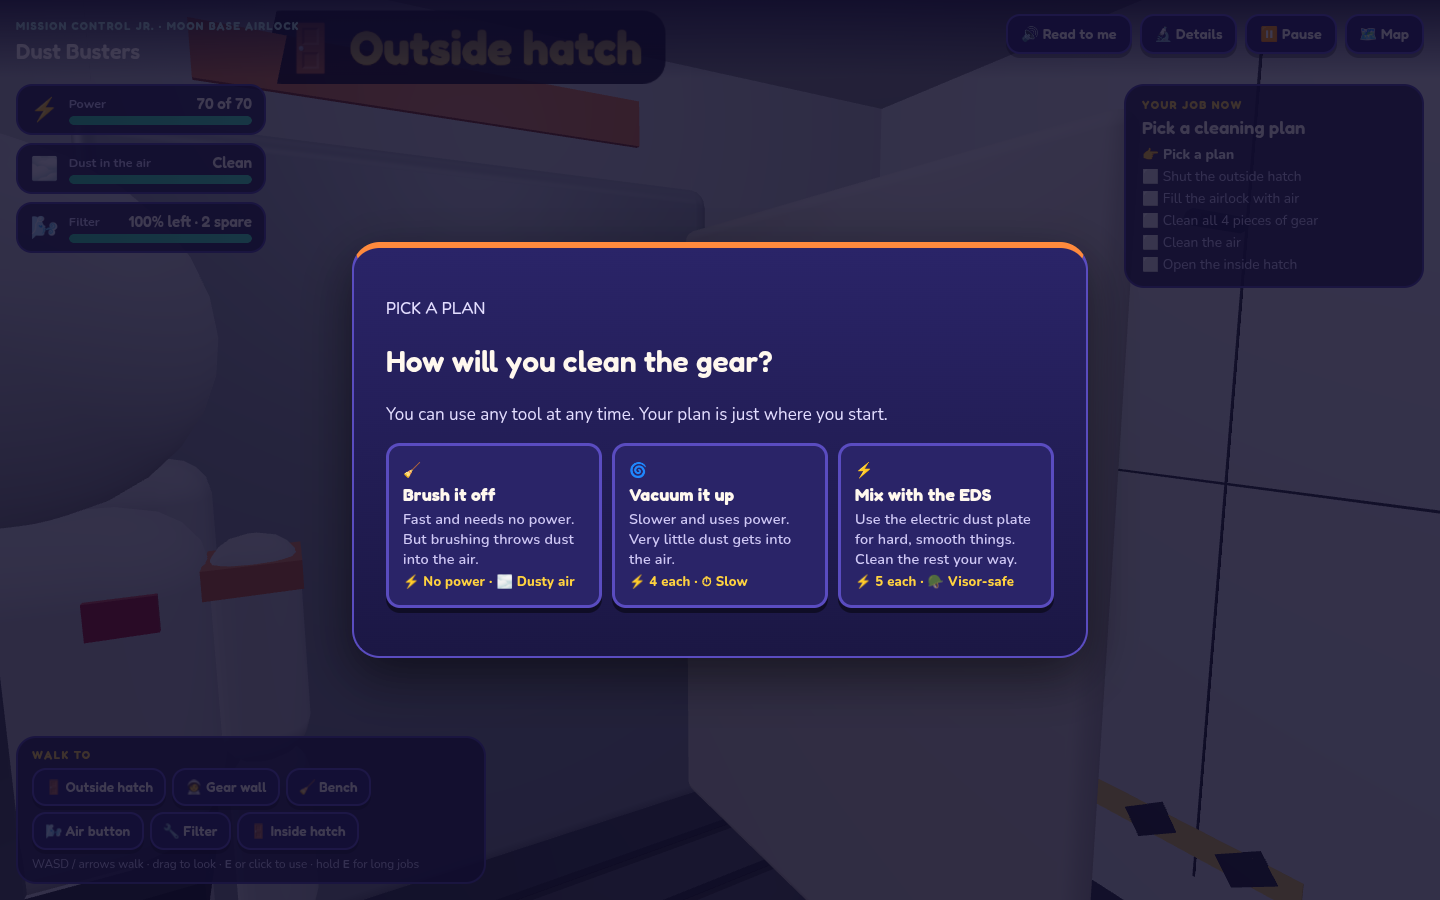 MISSION CONTROL JR. · MOON BASE AIRLOCK
Dust Busters
Outside hatch
Read to me
Details
Pause
Map
Power 70 of 70
Dust in the air Clean
Filter 100% left · 2 spare
YOUR JOB NOW
Pick a cleaning plan
Pick a plan
Shut the outside hatch
Fill the airlock with air
Clean all 4 pieces of gear
Clean the air
Open the inside hatch
PICK A PLAN
How will you clean the gear?
You can use any tool at any time. Your plan is just where you start.
Brush it off
Fast and needs no power.
But brushing throws dust
into the air.
No power · Dusty air
Vacuum it up
Slower and uses power.
Very little dust gets into
the air.
4 each · Slow
Mix with the EDS
Use the electric dust plate
for hard, smooth things.
Clean the rest your way.
5 each · Visor-safe
WALK TO
Outside hatch
Gear wall
Bench
Air button
Filter
Inside hatch
WASD / arrows walk · drag to look · E or click to use · hold E for long jobs